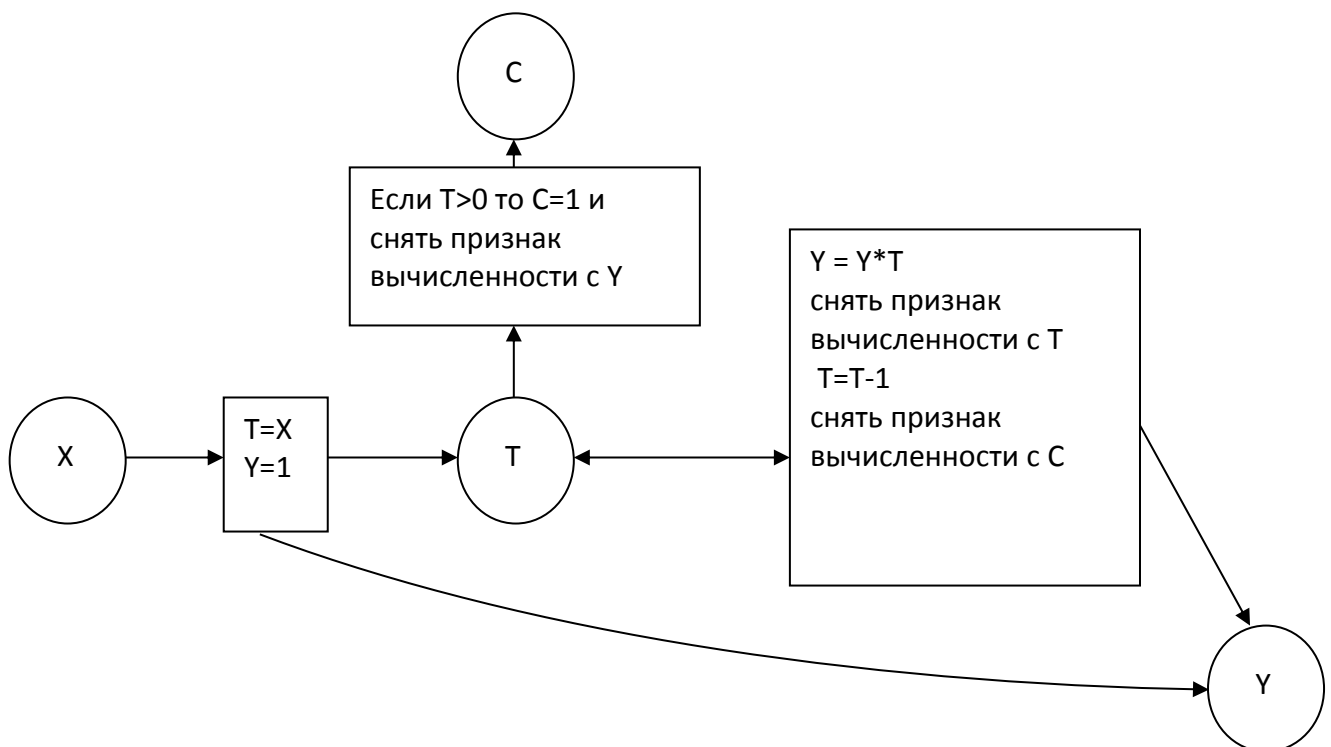 C
Если T>0 то C=1 и
снять признак
вычисленности с Y
Y = Y*T
снять признак
вычисленности с T
T=T-1
снять признак
вычисленности с C
X
T=X
Y=1
T
Y